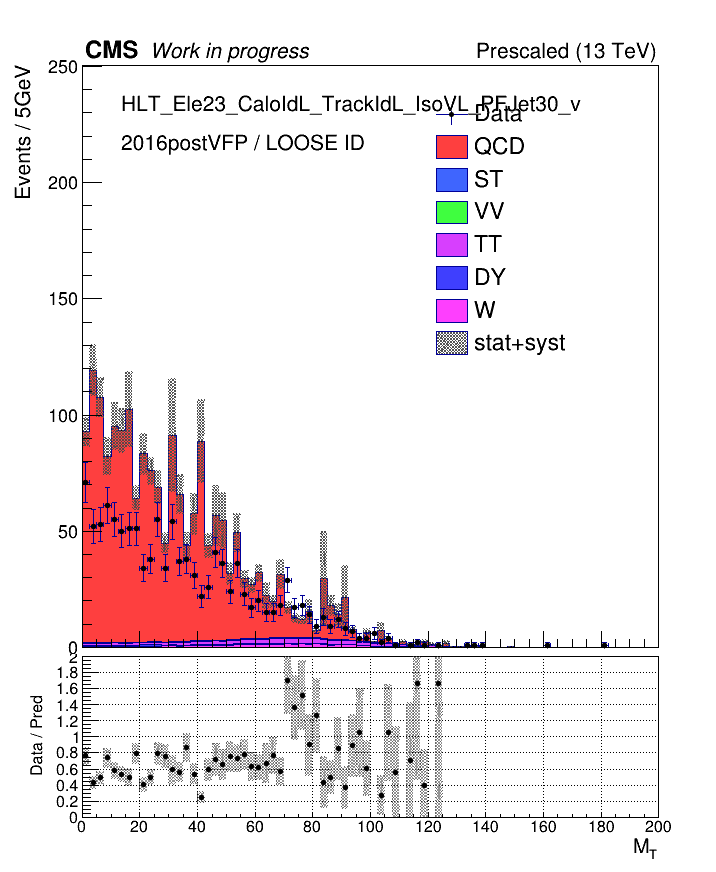 CMS Work in progress Prescaled (13 TeV)
Events / 5GeV
250
200
150
100
50
0
HLT_Ele23_CaloIdL_TrackIdL_IsoVL_PFJet30_v
2016postVFP / LOOSE ID
Data
QCD
ST
VV
TT
DY
W
stat+syst
Data / Pred
2
1.8
1.6
1.4
1.2
1
0.8
0.6
0.4
0.2
0
0 20 40 60 80 100 120 140 160 180 200
M_T